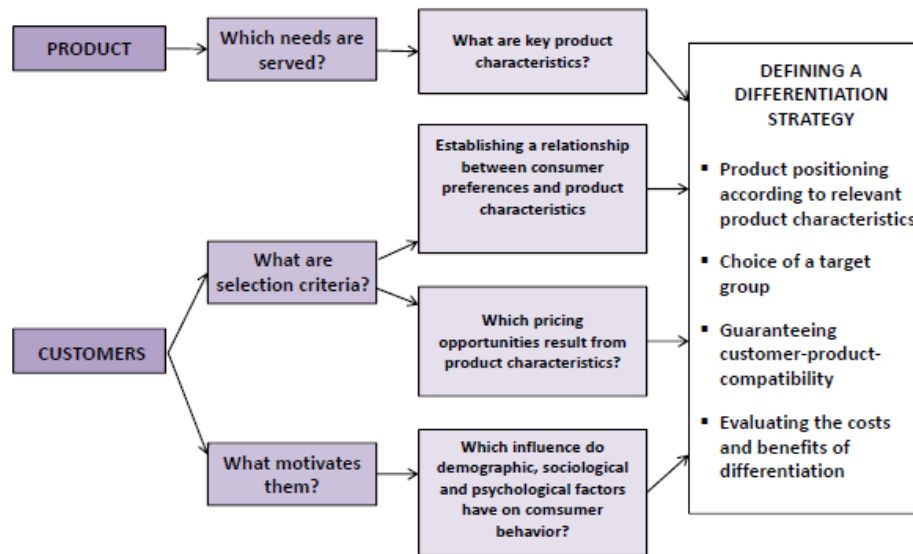 PRODUCT
Which needs are
served?
What are key product
characteristics?
Establishing a relationship
between consumer
preferences and product
characteristics
What are
selection criteria?
Which pricing
opportunities result from
product characteristics?
CUSTOMERS
What motivates
them?
Which influence do
demographic, sociological
and psychological factors
have on comsumer
behavior?
DEFINING A
DIFFERENTIATION
STRATEGY
▪ Product positioning
according to relevant
product characteristics
▪ Choice of a target
group
▪ Guaranteeing
customer-product-
compatibility
▪ Evaluating the costs
and benefits of
differentiation